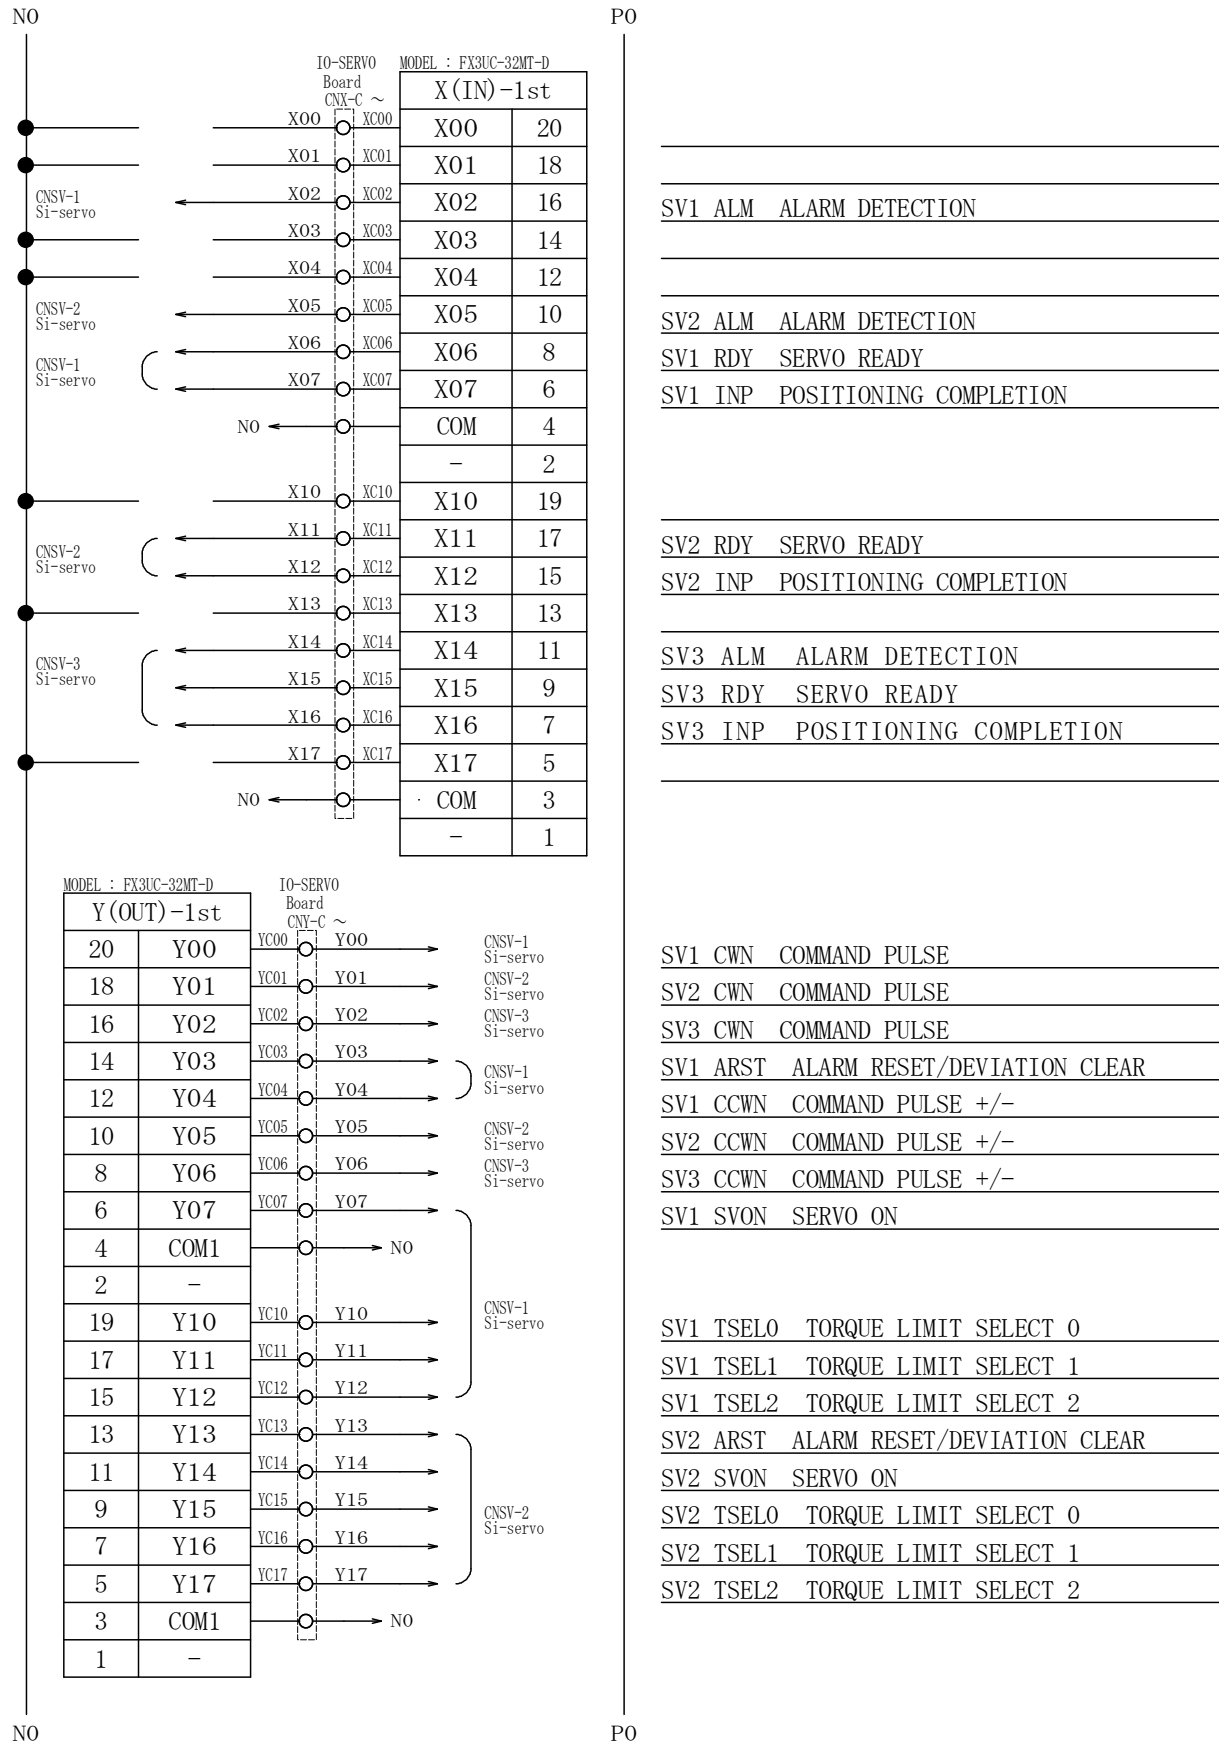 N0 P0
IO-SERVO MODEL : FX3UC-32MT-D
Board
CNX-C ～
X(IN)-1st
X00 XC00 X00 20
X01 XC01 X01 18
CNSV-1
Si-servo
X02 XC02 X02 16 SV1 ALM ALARM DETECTION
X03 XC03 X03 14
X04 XC04 X04 12
CNSV-2
Si-servo
X05 XC05 X05 10 SV2 ALM ALARM DETECTION
X06 XC06 X06 8 SV1 RDY SERVO READY
CNSV-1
Si-servo
X07 XC07 X07 6 SV1 INP POSITIONING COMPLETION
N0 COM 4
- 2
X10 XC10 X10 19
X11 XC11 X11 17 SV2 RDY SERVO READY
CNSV-2
Si-servo
X12 XC12 X12 15 SV2 INP POSITIONING COMPLETION
X13 XC13 X13 13
X14 XC14 X14 11 SV3 ALM ALARM DETECTION
CNSV-3
Si-servo
X15 XC15 X15 9 SV3 RDY SERVO READY
X16 XC16 X16 7 SV3 INP POSITIONING COMPLETION
X17 XC17 X17 5
N0 COM 3
- 1
MODEL : FX3UC-32MT-D IO-SERVO
Board
CNY-C ～
Y(OUT)-1st
20 Y00 YC00 Y00 CNSV-1 SV1 CWN COMMAND PULSE
Si-servo
18 Y01 YC01 Y01 CNSV-2 SV2 CWN COMMAND PULSE
Si-servo
16 Y02 YC02 Y02 CNSV-3 SV3 CWN COMMAND PULSE
Si-servo
14 Y03 YC03 Y03 SV1 ARST ALARM RESET/DEVIATION CLEAR
CNSV-1
Si-servo
12 Y04 YC04 Y04 SV1 CCWN COMMAND PULSE +/-
10 Y05 YC05 Y05 CNSV-2 SV2 CCWN COMMAND PULSE +/-
Si-servo
8 Y06 YC06 Y06 CNSV-3 SV3 CCWN COMMAND PULSE +/-
Si-servo
6 Y07 YC07 Y07 SV1 SVON SERVO ON
4 COM1 N0
2 -
CNSV-1
Si-servo
19 Y10 YC10 Y10 SV1 TSEL0 TORQUE LIMIT SELECT 0
17 Y11 YC11 Y11 SV1 TSEL1 TORQUE LIMIT SELECT 1
15 Y12 YC12 Y12 SV1 TSEL2 TORQUE LIMIT SELECT 2
13 Y13 YC13 Y13 SV2 ARST ALARM RESET/DEVIATION CLEAR
11 Y14 YC14 Y14 SV2 SVON SERVO ON
9 Y15 YC15 Y15 SV2 TSEL0 TORQUE LIMIT SELECT 0
CNSV-2
Si-servo
7 Y16 YC16 Y16 SV2 TSEL1 TORQUE LIMIT SELECT 1
5 Y17 YC17 Y17 SV2 TSEL2 TORQUE LIMIT SELECT 2
3 COM1 N0
1 -
N0 P0